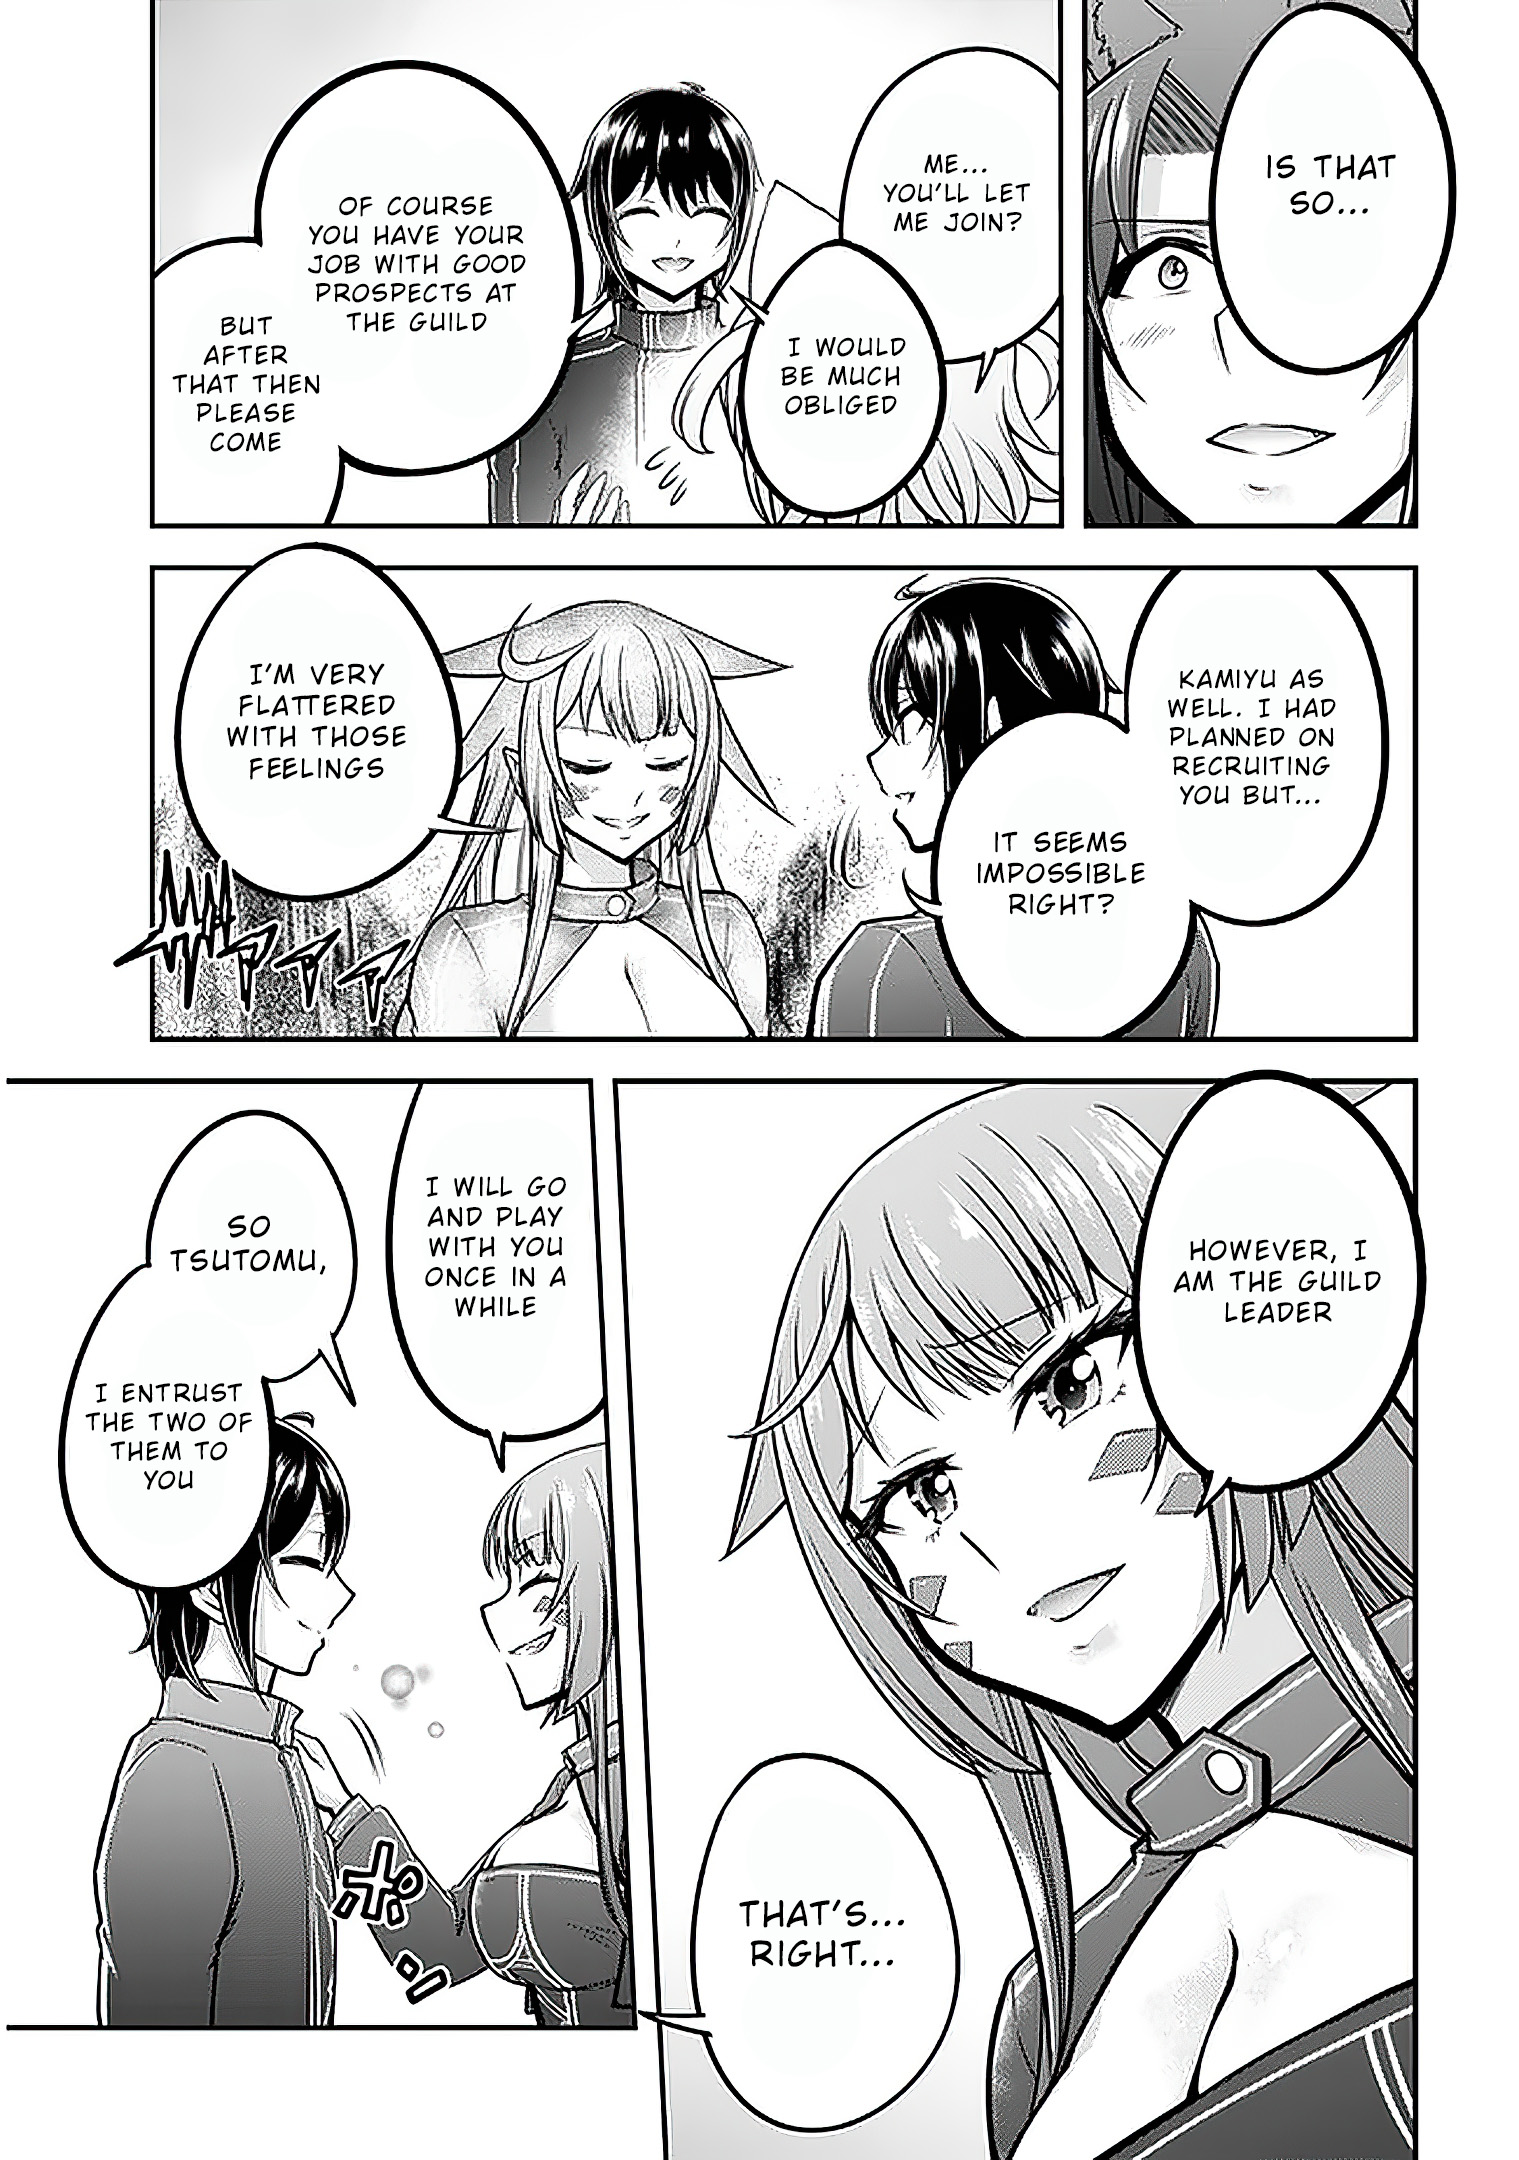 IS THAT
SO...
ME...
YOU'LL LET
ME JOIN?
I WOULD
BE MUCH
OBLIGED
OF COURSE
YOU HAVE YOUR
JOB WITH GOOD
PROSPECTS AT
THE GUILD
BUT
AFTER
THAT THEN
PLEASE
COME
KAMIYU AS
WELL. I HAD
PLANNED ON
RECRUITING
YOU BUT...
IT SEEMS
IMPOSSIBLE
RIGHT?
I'M VERY
FLATTERED
WITH THOSE
FEELINGS
HOWEVER, I
AM THE GUILD
LEADER
THAT'S...
RIGHT...
I WILL GO
AND PLAY
WITH YOU
ONCE IN A
WHILE
SO
TSUTOMU,
I ENTRUST
THE TWO OF
THEM TO
YOU
ポン